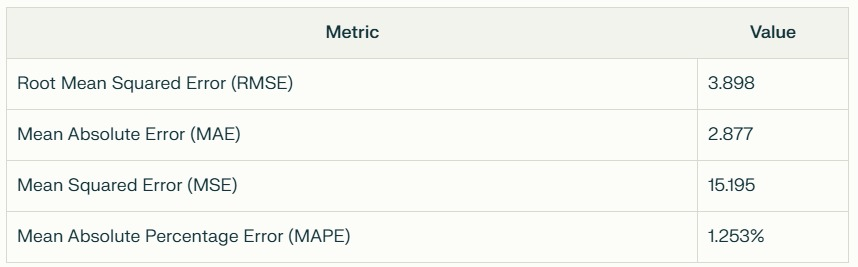 Metric Value
Root Mean Squared Error (RMSE) 3.898
Mean Absolute Error (MAE) 2.877
Mean Squared Error (MSE) 15.195
Mean Absolute Percentage Error (MAPE) 1.253%